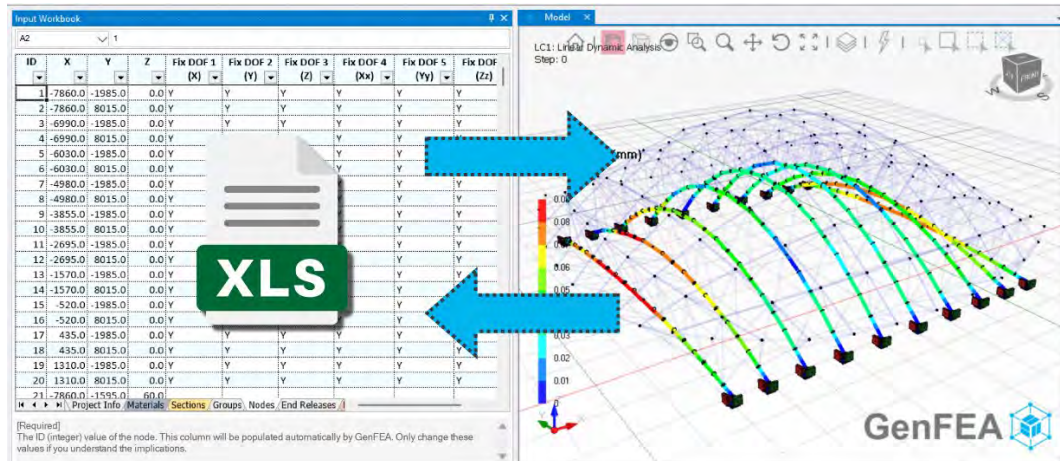 Input Workbook
A2 1
ID X Y Z Fix DOF 1 (X) Fix DOF 2 (Y) Fix DOF 3 (Z) Fix DOF 4 (Xx) Fix DOF 5 (Yy) Fix DOF (Zz)
1 -7860.0 -1985.0 0.0 Y Y Y Y Y Y
2 -7860.0 8015.0 0.0 Y Y Y Y Y Y
3 -6990.0 -1985.0 0.0 Y Y Y Y Y Y
4 -6990.0 8015.0 0.0 Y Y Y Y
5 -6030.0 -1985.0 0.0 Y Y Y
6 -6030.0 8015.0 0.0 Y Y Y
7 -4980.0 -1985.0 0.0 Y Y Y
8 -4980.0 8015.0 0.0 Y Y Y
9 -3855.0 -1985.0 0.0 Y Y Y
10 -3855.0 8015.0 0.0 Y Y Y
11 -2695.0 -1985.0 0.0 Y Y Y
12 -2695.0 8015.0 0.0 Y Y Y
13 -1570.0 -1985.0 0.0 Y Y
14 -1570.0 8015.0 0.0 Y Y
15 -520.0 -1985.0 0.0 Y Y
16 -520.0 8015.0 0.0 Y Y
17 435.0 -1985.0 0.0 Y Y Y Y Y Y
18 435.0 8015.0 0.0 Y Y Y Y Y Y
19 1310.0 -1985.0 0.0 Y Y Y Y Y Y
20 1310.0 8015.0 0.0 Y Y Y Y Y Y
21 -7860.0 -1595.0 60.0
XLS
Project Info Materials Sections Groups Nodes End Releases
[Required]
The ID (integer) value of the node. This column will be populated automatically by GenFEA. Only change these
values if you understand the implications.
Model
LC1: Linear Dynamic Analysis
Step: 0
mm)
0.08
0.06
0.05
0.03
0.02
0.01
0
W
S
GenFEA